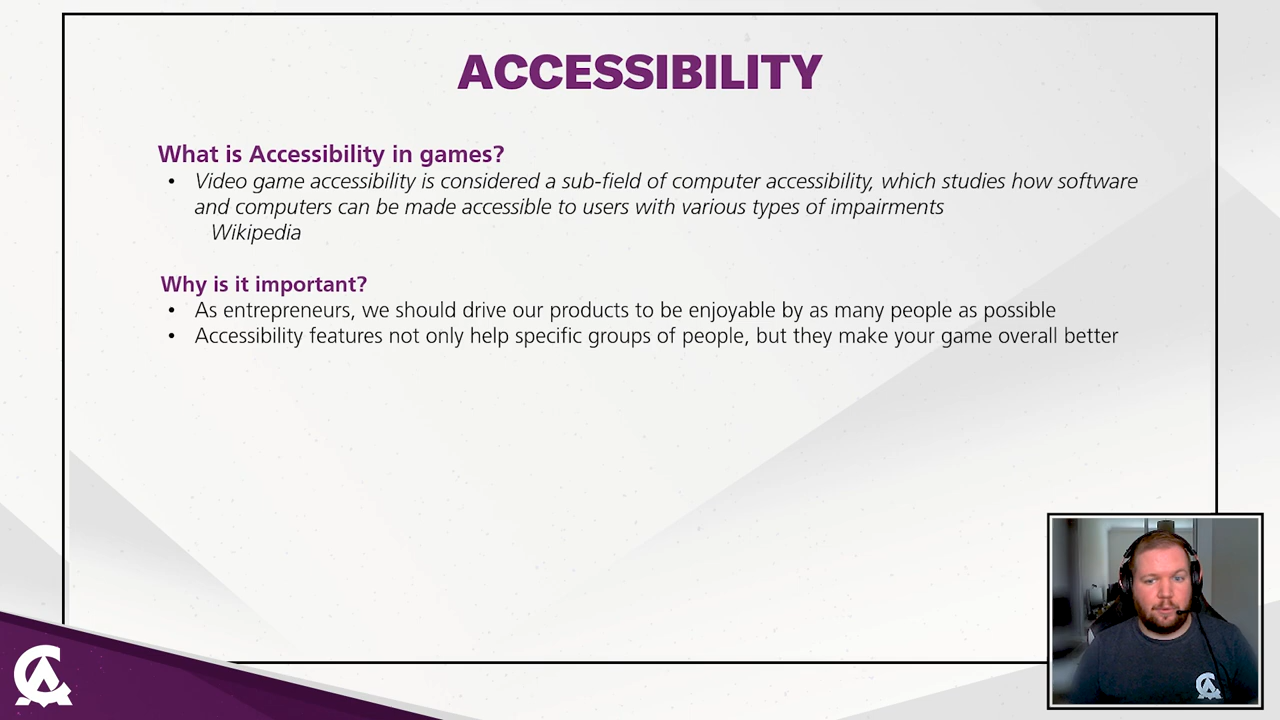 ACCESSIBILITY
What is Accessibility in games?
• Video game accessibility is considered a sub-field of computer accessibility, which studies how software
and computers can be made accessible to users with various types of impairments
Wikipedia
Why is it important?
• As entrepreneurs, we should drive our products to be enjoyable by as many people as possible
• Accessibility features not only help specific groups of people, but they make your game overall better